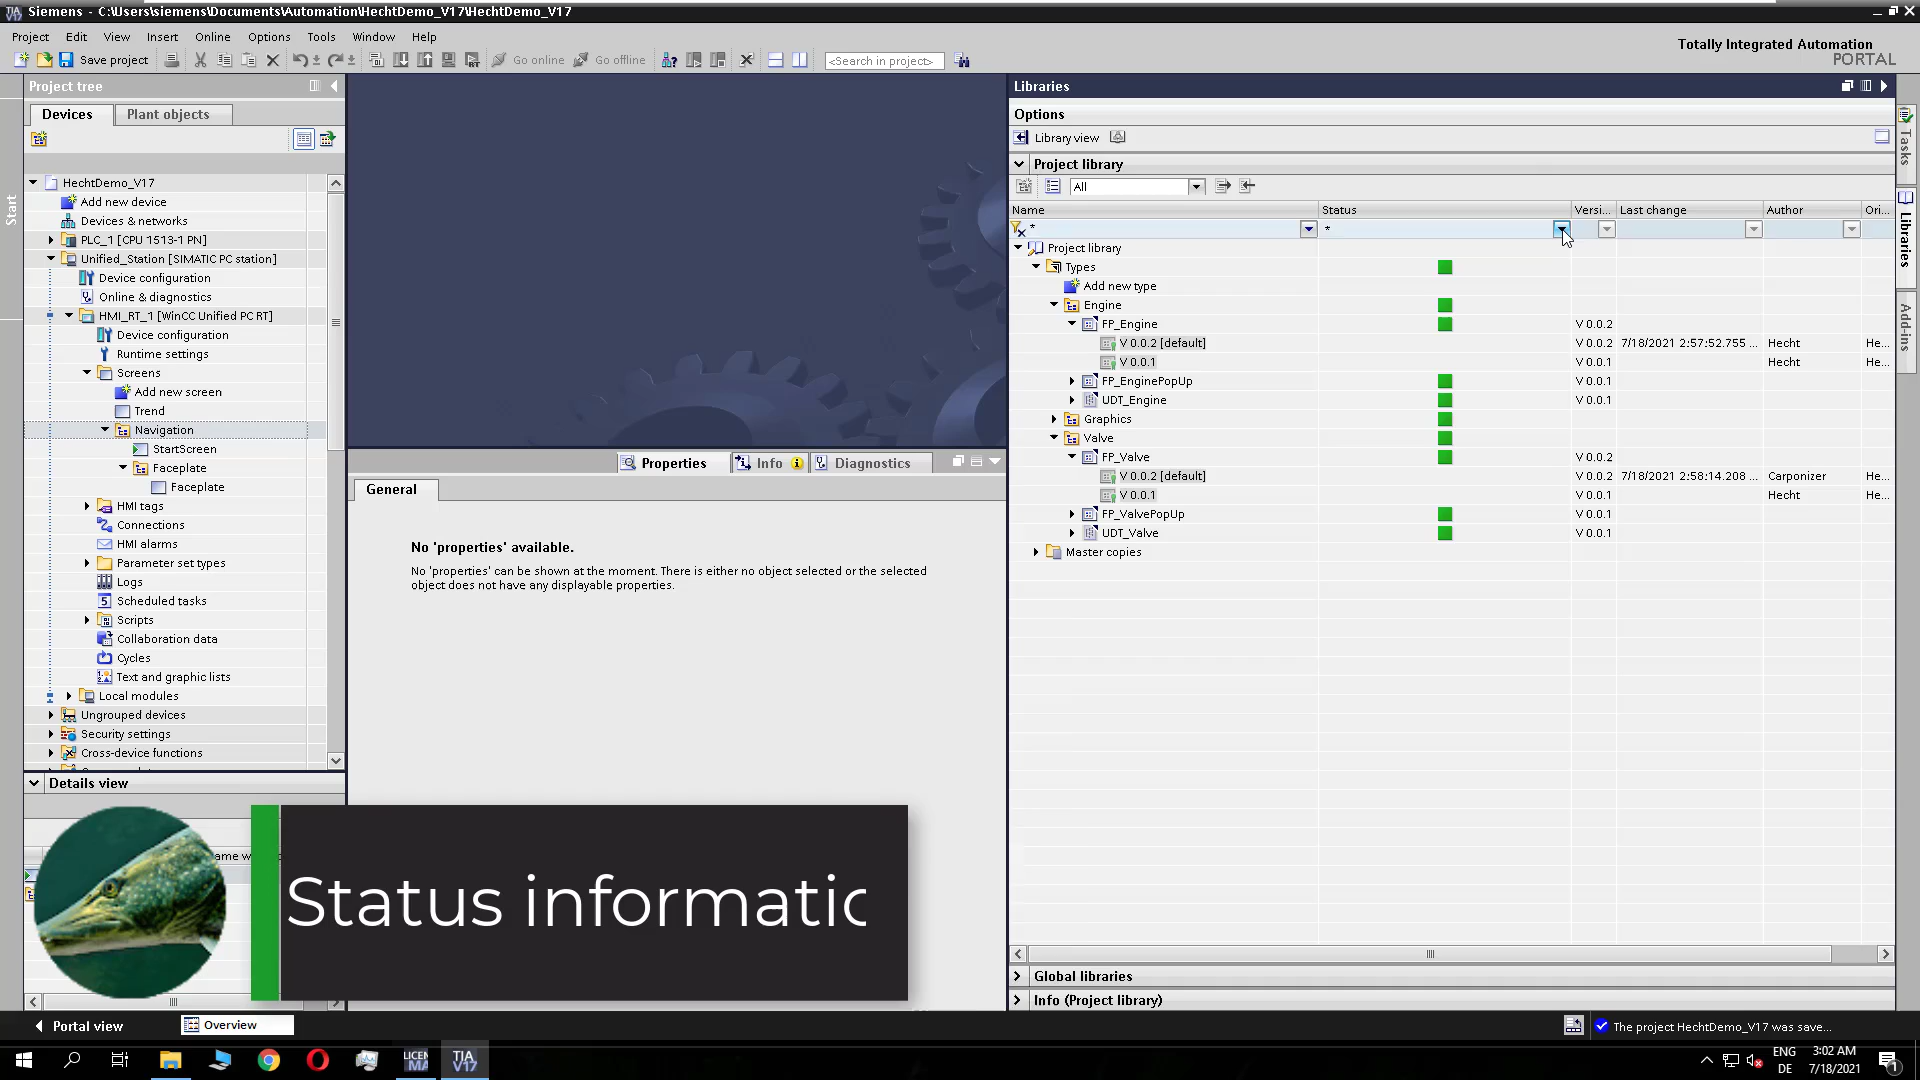 Siemens - C:\Users\siemens\Documents\Automation\HechtDemo_V17\HechtDemo_V17
Project Edit View Insert Online Options Tools Window Help
Totally Integrated Automation
PORTAL
Save project
Go online
Go offline
<Search in project>
Start
Project tree
Devices
Plant objects
HechtDemo_V17
Add new device
Devices & networks
PLC_1 [CPU 1513-1 PN]
Unified_Station [SIMATIC PC station]
Device configuration
Online & diagnostics
HMI_RT_1 [WinCC Unified PC RT]
Device configuration
Runtime settings
Screens
Add new screen
Trend
Navigation
StartScreen
Faceplate
Faceplate
HMI tags
Connections
HMI alarms
Parameter set types
Logs
Scheduled tasks
Scripts
Collaboration data
Cycles
Text and graphic lists
Local modules
Ungrouped devices
Security settings
Cross-device functions
Details view
Properties
Info
Diagnostics
General
No 'properties' available.
No 'properties' can be shown at the moment. There is either no object selected or the selected
object does not have any displayable properties.
Libraries
Options
Library view
Project library
All
Name Status Versi... Last change Author Ori...
* *
Project library
Types
Add new type
Engine
FP_Engine V 0.0.2
V 0.0.2 [default] V 0.0.2 7/18/2021 2:57:52.755 ... Hecht He...
V 0.0.1 V 0.0.1 Hecht He...
FP_EnginePopUp V 0.0.1
UDT_Engine V 0.0.1
Graphics
Valve
FP_Valve V 0.0.2
V 0.0.2 [default] V 0.0.2 7/18/2021 2:58:14.208 ... Carponizer He...
V 0.0.1 V 0.0.1 Hecht He...
FP_ValvePopUp V 0.0.1
UDT_Valve V 0.0.1
Master copies
Global libraries
Info (Project library)
Tasks
Libraries
Add-ins
Status informatic
Portal view
Overview
The project HechtDemo_V17 was save...
LICEN
MA
TIA
V17
ENG
DE
3:02 AM
7/18/2021
1